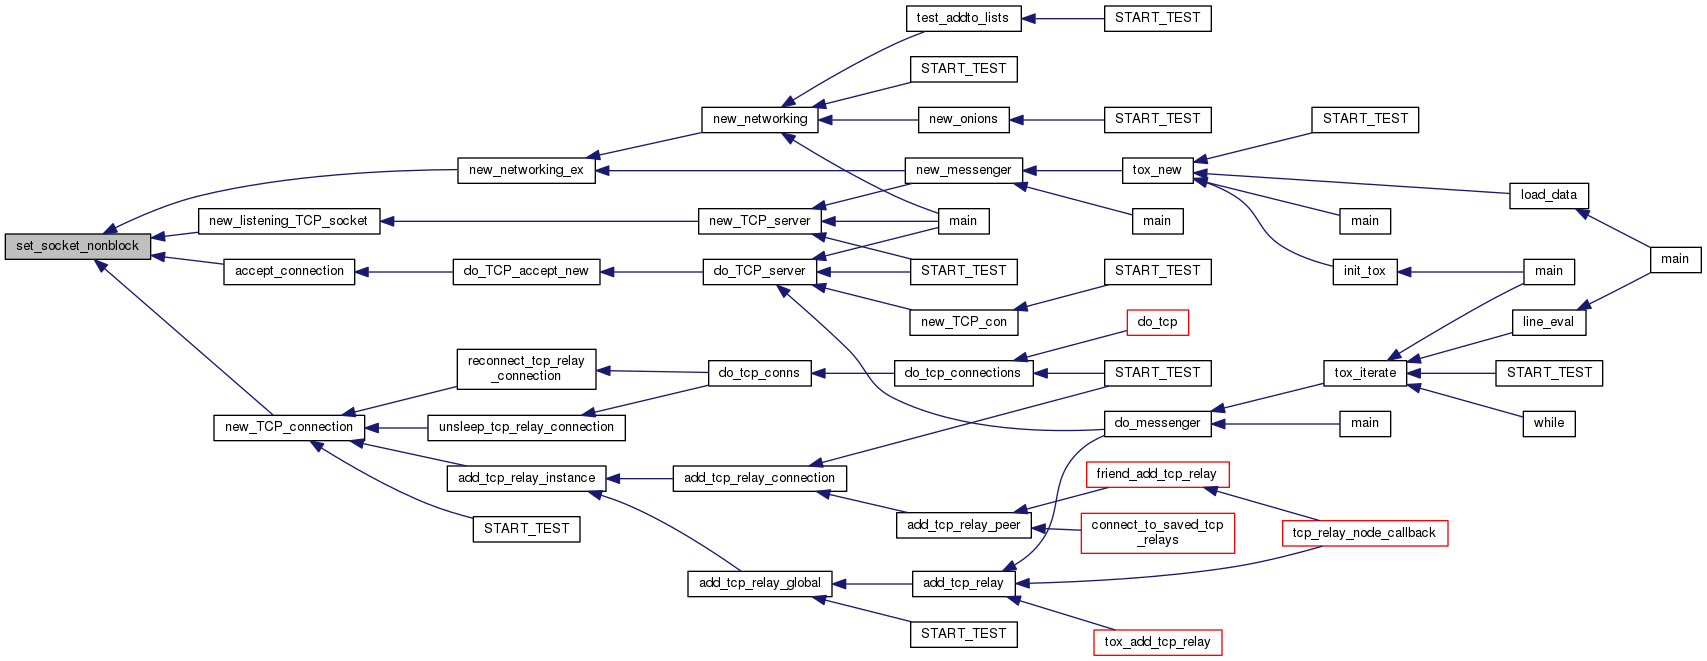 test_addto_lists
START_TEST
START_TEST
new_networking
new_onions
START_TEST
START_TEST
new_networking_ex
new_messenger
tox_new
load_data
new_listening_TCP_socket
new_TCP_server
main
main
main
set_socket_nonblock
accept_connection
do_TCP_accept_new
do_TCP_server
START_TEST
START_TEST
init_tox
main
main
new_TCP_con
do_tcp
line_eval
reconnect_tcp_relay
_connection
do_tcp_conns
do_tcp_connections
START_TEST
tox_iterate
START_TEST
new_TCP_connection
unsleep_tcp_relay_connection
do_messenger
main
while
add_tcp_relay_instance
add_tcp_relay_connection
friend_add_tcp_relay
START_TEST
add_tcp_relay_peer
connect_to_saved_tcp
_relays
tcp_relay_node_callback
add_tcp_relay_global
add_tcp_relay
START_TEST
tox_add_tcp_relay